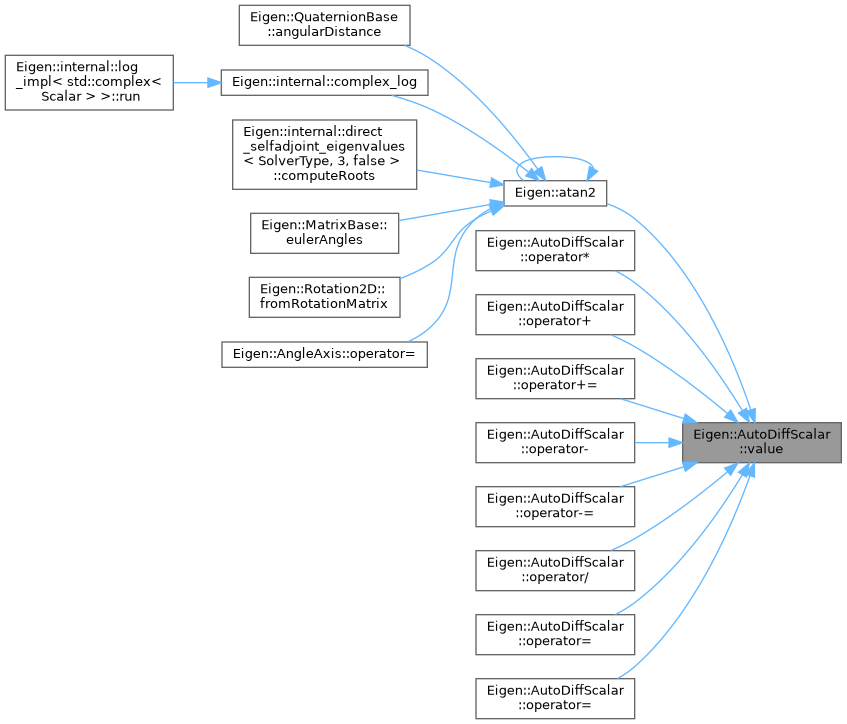 Eigen::QuaternionBase
::angularDistance
Eigen::internal::log
_impl< std::complex<
Scalar > >::run
Eigen::internal::complex_log
Eigen::internal::direct
_selfadjoint_eigenvalues
< SolverType, 3, false >
::computeRoots
Eigen::atan2
Eigen::MatrixBase::
eulerAngles
Eigen::Rotation2D::
fromRotationMatrix
Eigen::AngleAxis::operator=
Eigen::AutoDiffScalar
::operator*
Eigen::AutoDiffScalar
::operator+
Eigen::AutoDiffScalar
::operator+=
Eigen::AutoDiffScalar
::operator-
Eigen::AutoDiffScalar
::operator-=
Eigen::AutoDiffScalar
::operator/
Eigen::AutoDiffScalar
::operator=
Eigen::AutoDiffScalar
::operator=
Eigen::AutoDiffScalar
::value